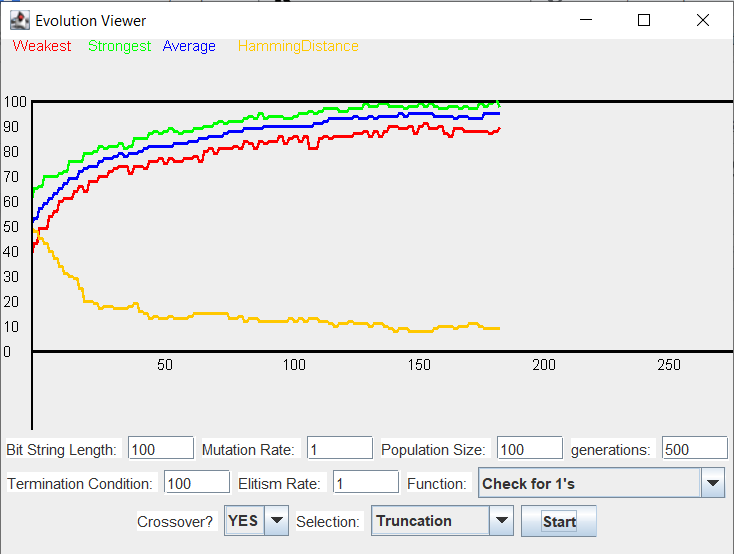 Evolution Viewer
Weakest Strongest Average HammingDistance
100
90
80
70
60
50
40
30
20
10
0
50 100 150 200 250
Bit String Length: 100 Mutation Rate: 1 Population Size: 100 generations: 500
Termination Condition: 100 Elitism Rate: 1 Function: Check for 1's
Crossover? YES Selection: Truncation Start